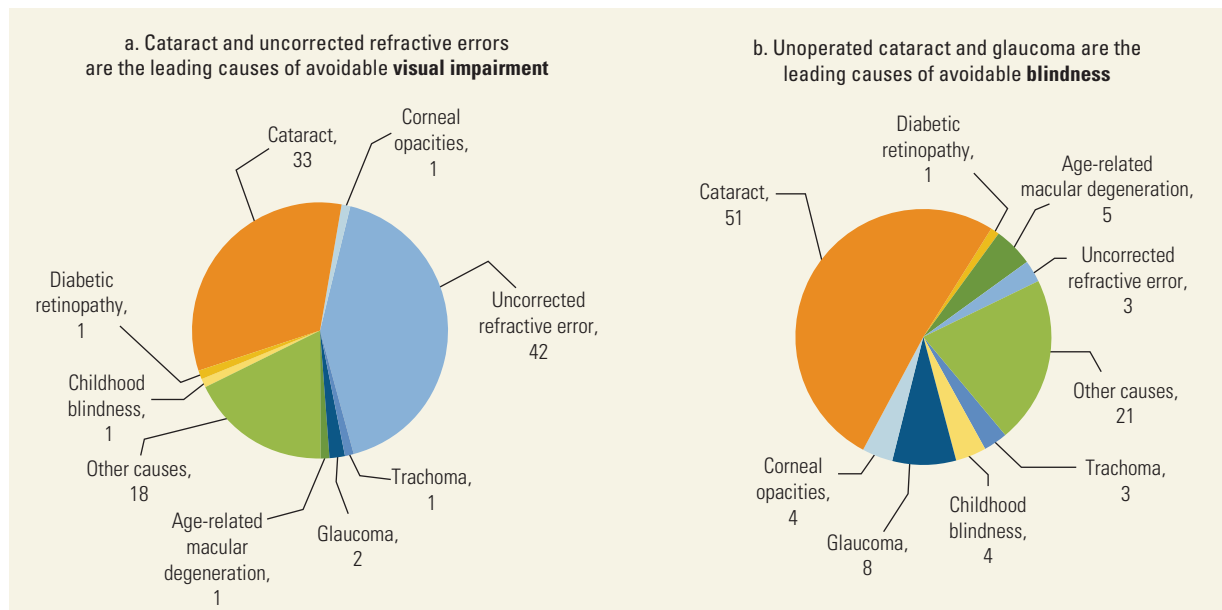 a. Cataract and uncorrected refractive errors
are the leading causes of avoidable visual impairment
Cataract,
33
Corneal
opacities,
1
Uncorrected
refractive error,
42
Trachoma,
1
Glaucoma,
2
Age-related
macular
degeneration,
1
Other causes,
18
Childhood
blindness,
1
Diabetic
retinopathy,
1
b. Unoperated cataract and glaucoma are the
leading causes of avoidable blindness
Cataract,
51
Diabetic
retinopathy,
1
Age-related
macular degeneration,
5
Uncorrected
refractive error,
3
Other causes,
21
Trachoma,
3
Childhood
blindness,
4
Glaucoma,
8
Corneal
opacities,
4